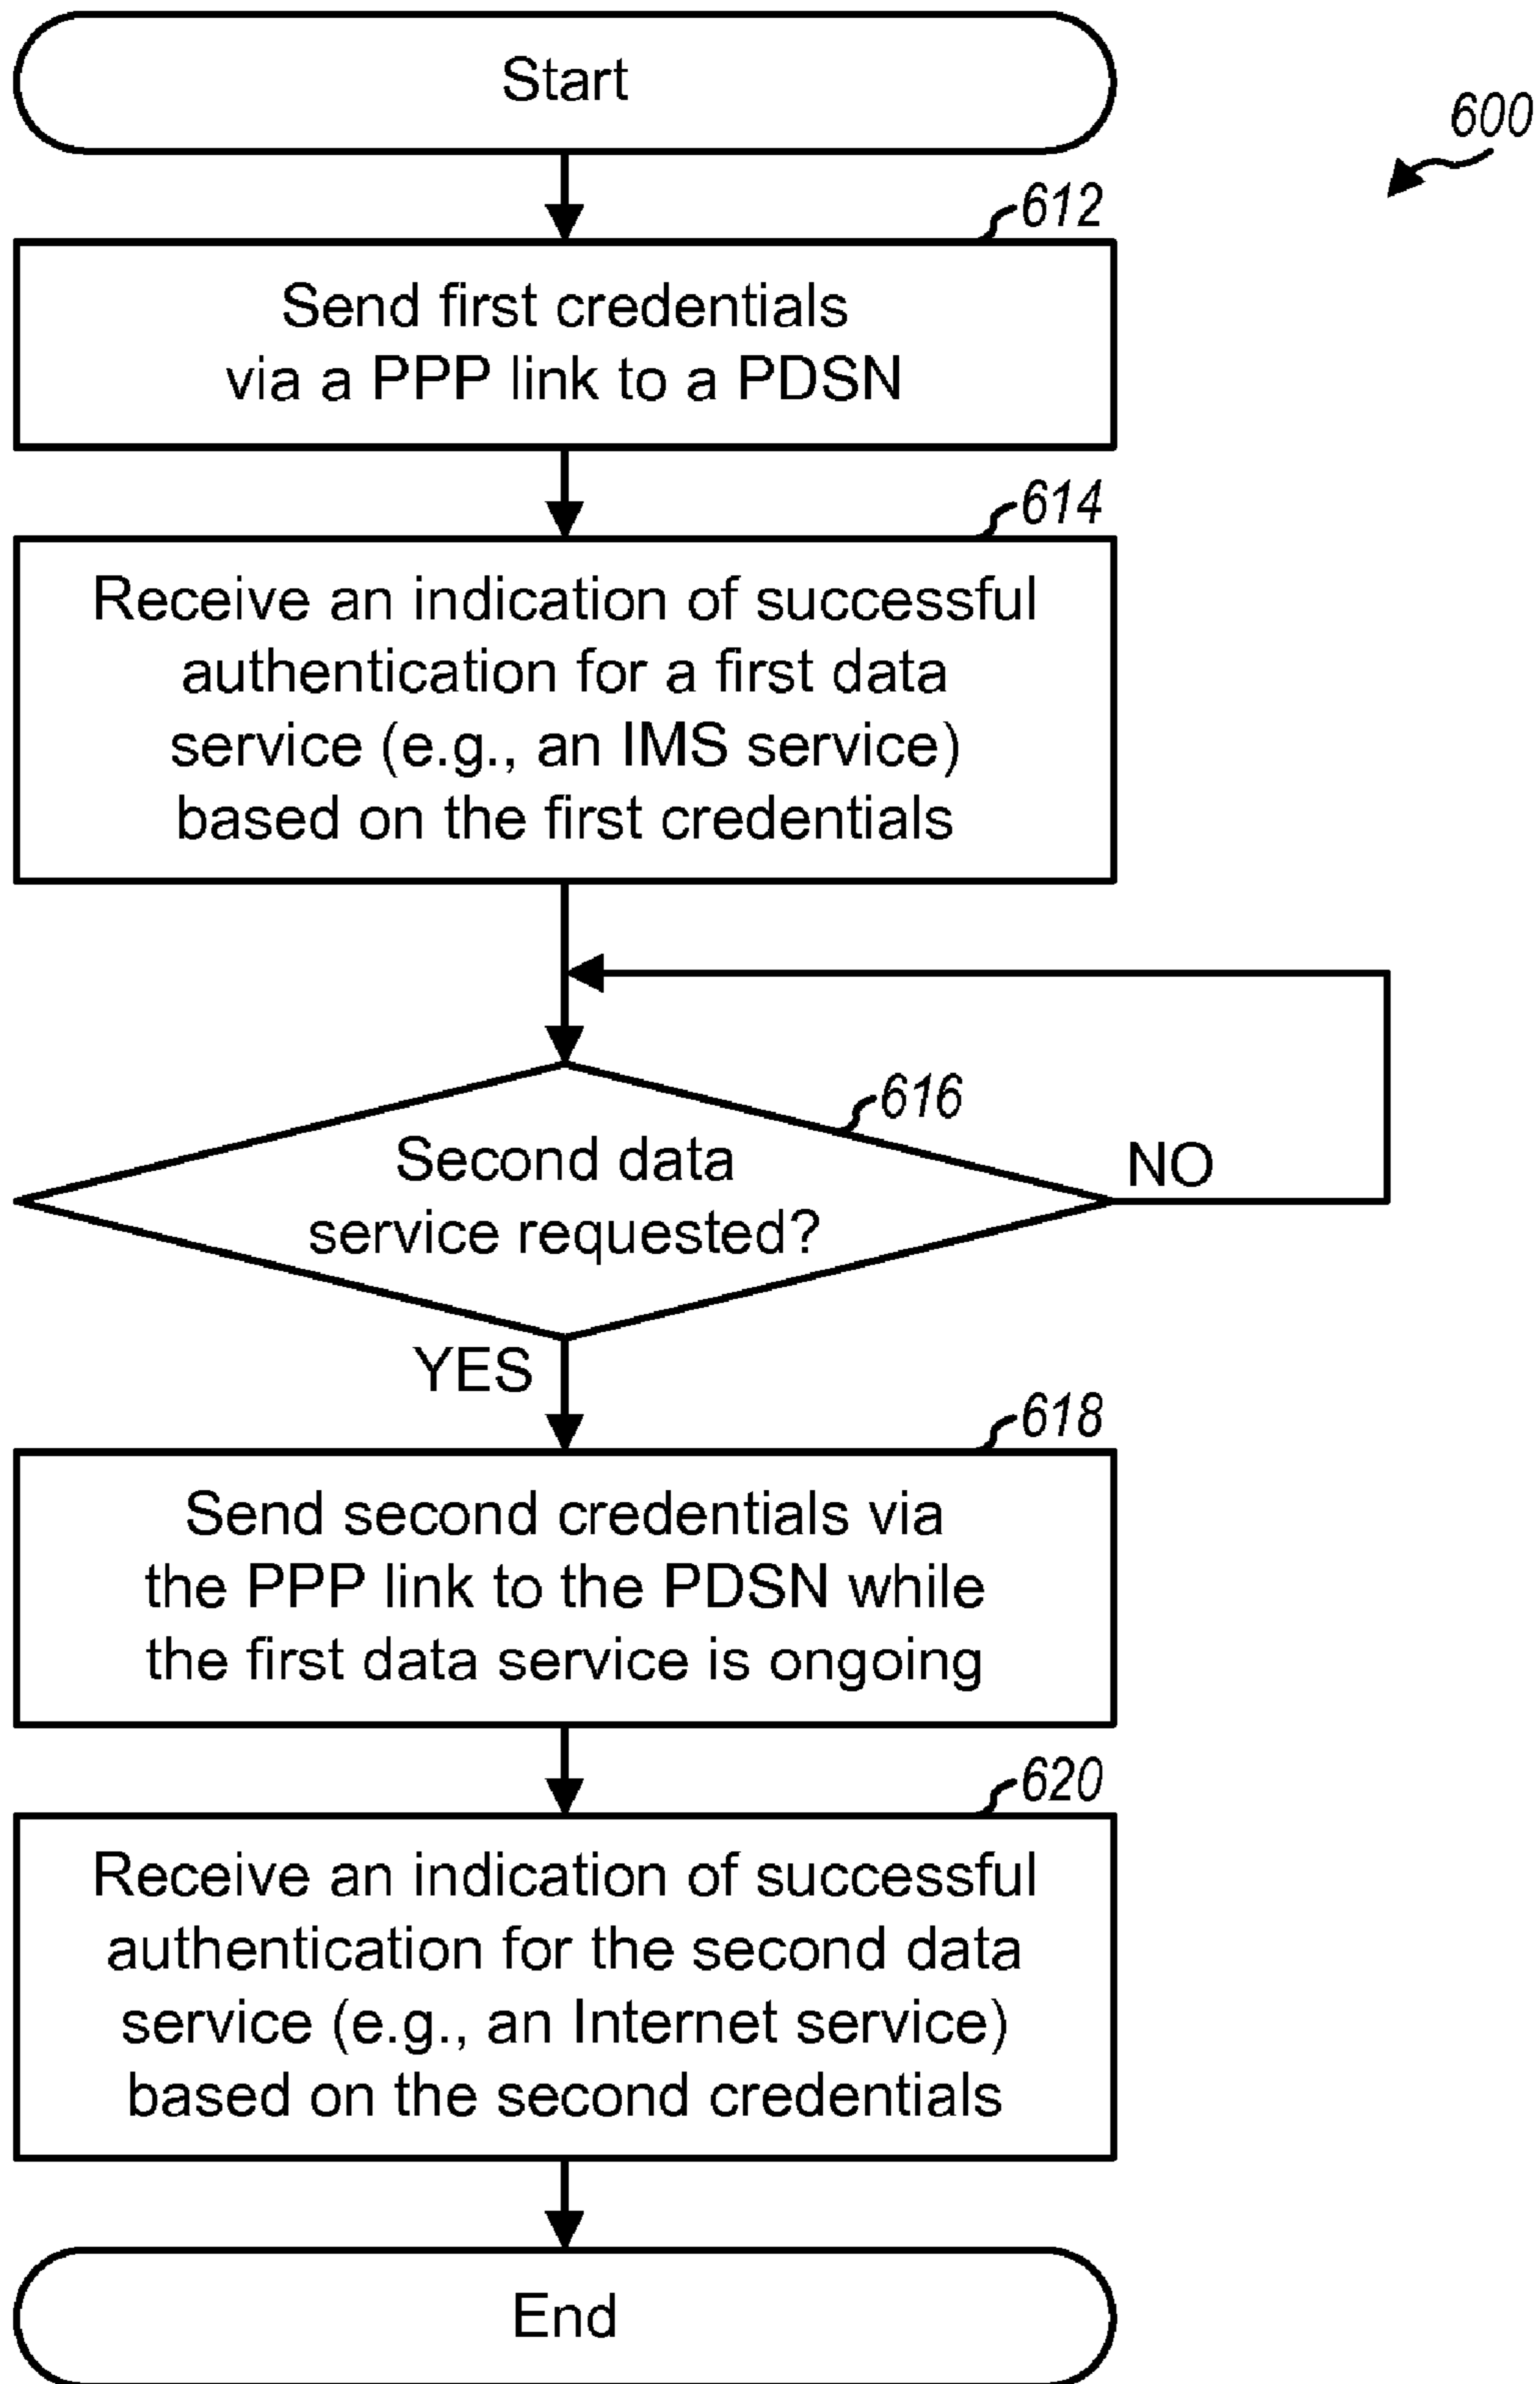 Start
600
612
Send first credentials
via a PPP link to a PDSN
614
Receive an indication of successful
authentication for a first data
service (e.g., an IMS service)
based on the first credentials
616
Second data
service requested?
NO
YES
618
Send second credentials via
the PPP link to the PDSN while
the first data service is ongoing
620
Receive an indication of successful
authentication for the second data
service (e.g., an Internet service)
based on the second credentials
End